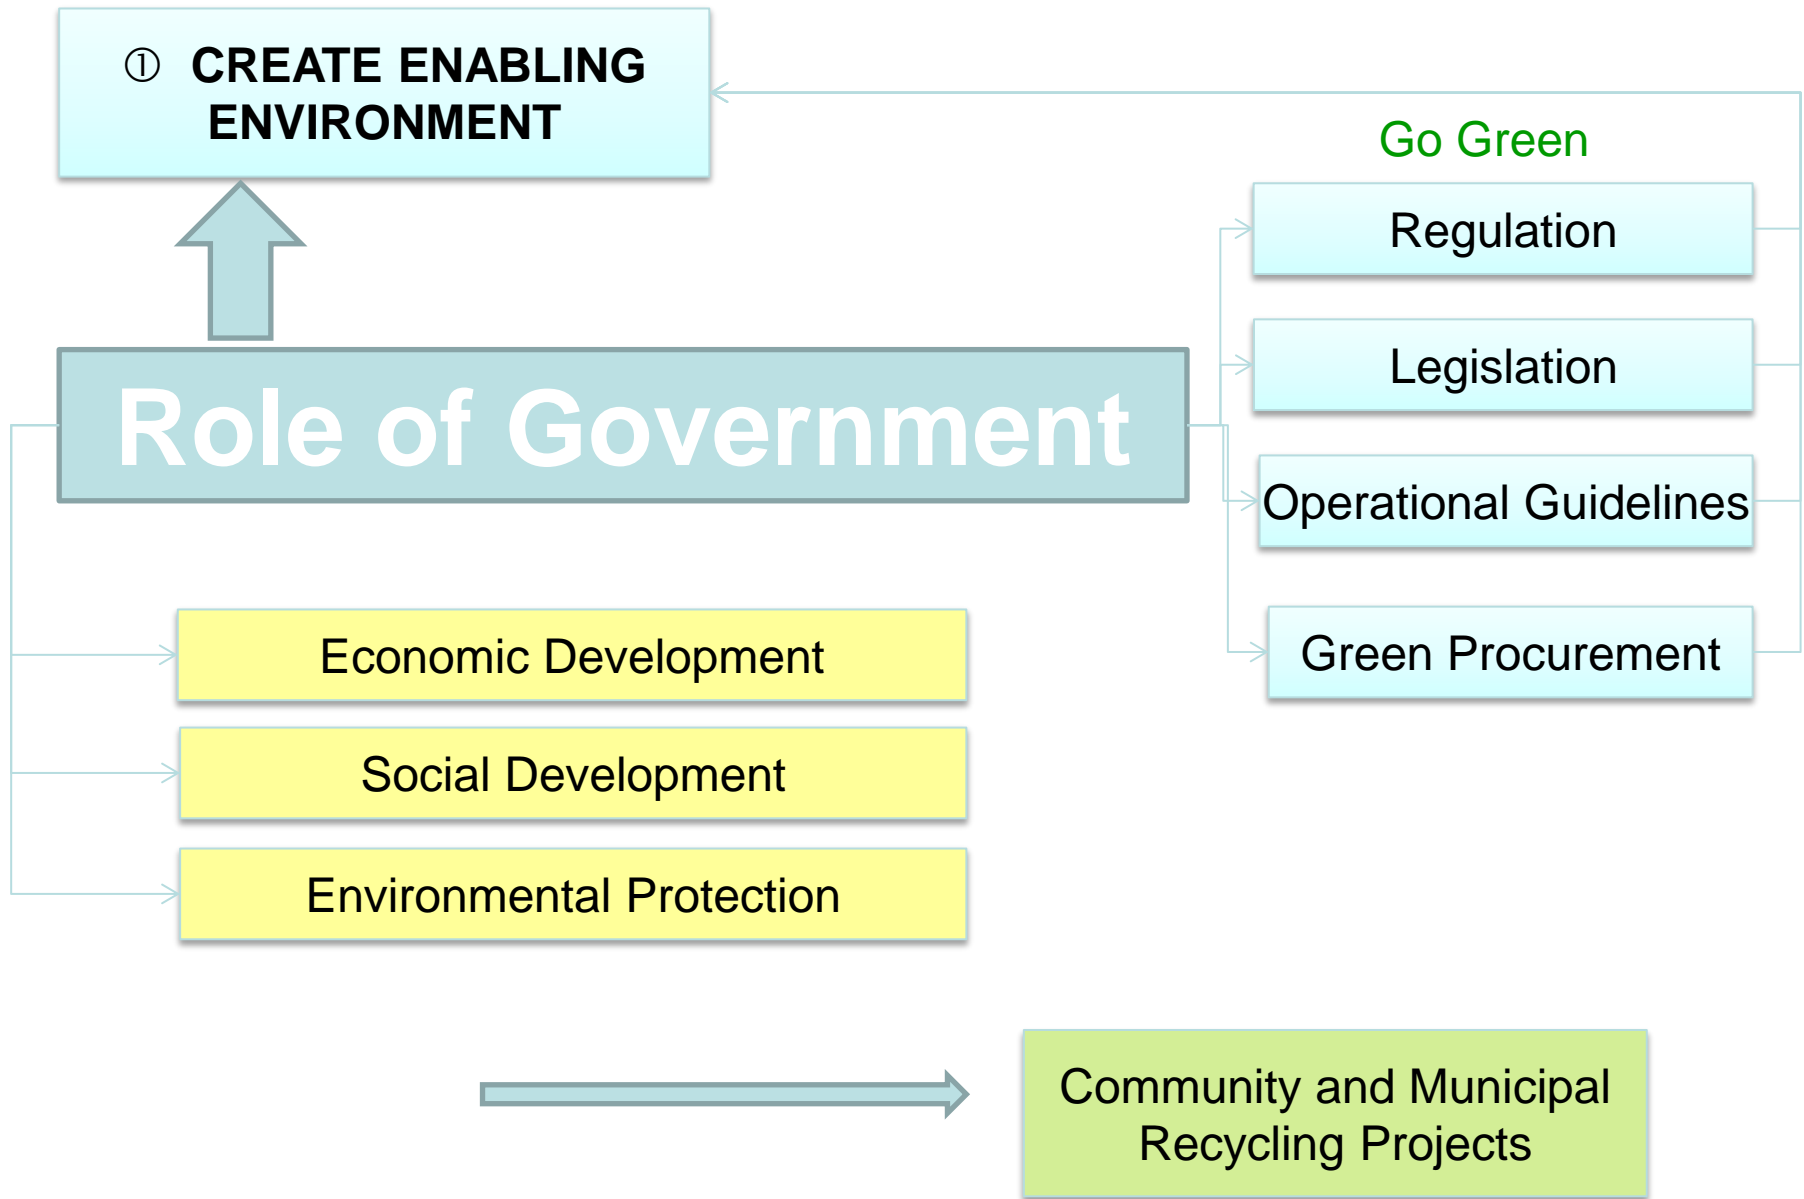 ① CREATE ENABLING
ENVIRONMENT
Go Green
Regulation
Legislation
Role of Government
Operational Guidelines
Economic Development
Green Procurement
Social Development
Environmental Protection
Community and Municipal
Recycling Projects